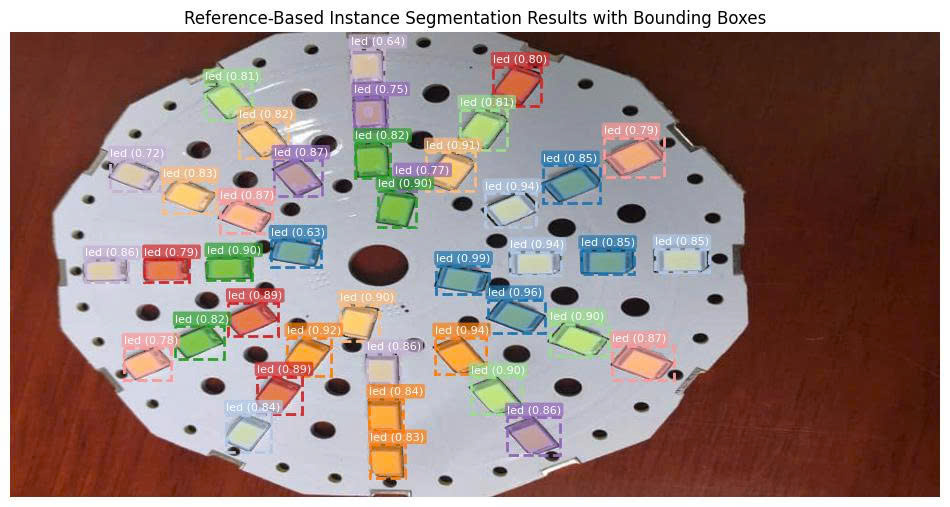 Reference-Based Instance Segmentation Results with Bounding Boxes
led (0.64)
led (0.80)
led (0.81)
led (0.75)
led (0.81)
led (0.82)
led (0.82)
led (0.79)
led (0.91)
led (0.72)
led (0.87)
led (0.85)
led (0.77)
led (0.83)
led (0.90)
led (0.94)
led (0.87)
led (0.63)
led (0.86)
led (0.79)
led (0.90)
led (0.94)
led (0.85)
led (0.85)
led (0.99)
led (0.89)
led (0.96)
led (0.90)
led (0.82)
led (0.90)
led (0.92)
led (0.94)
led (0.78)
led (0.86)
led (0.87)
led (0.89)
led (0.90)
led (0.84)
led (0.84)
led (0.86)
led (0.83)